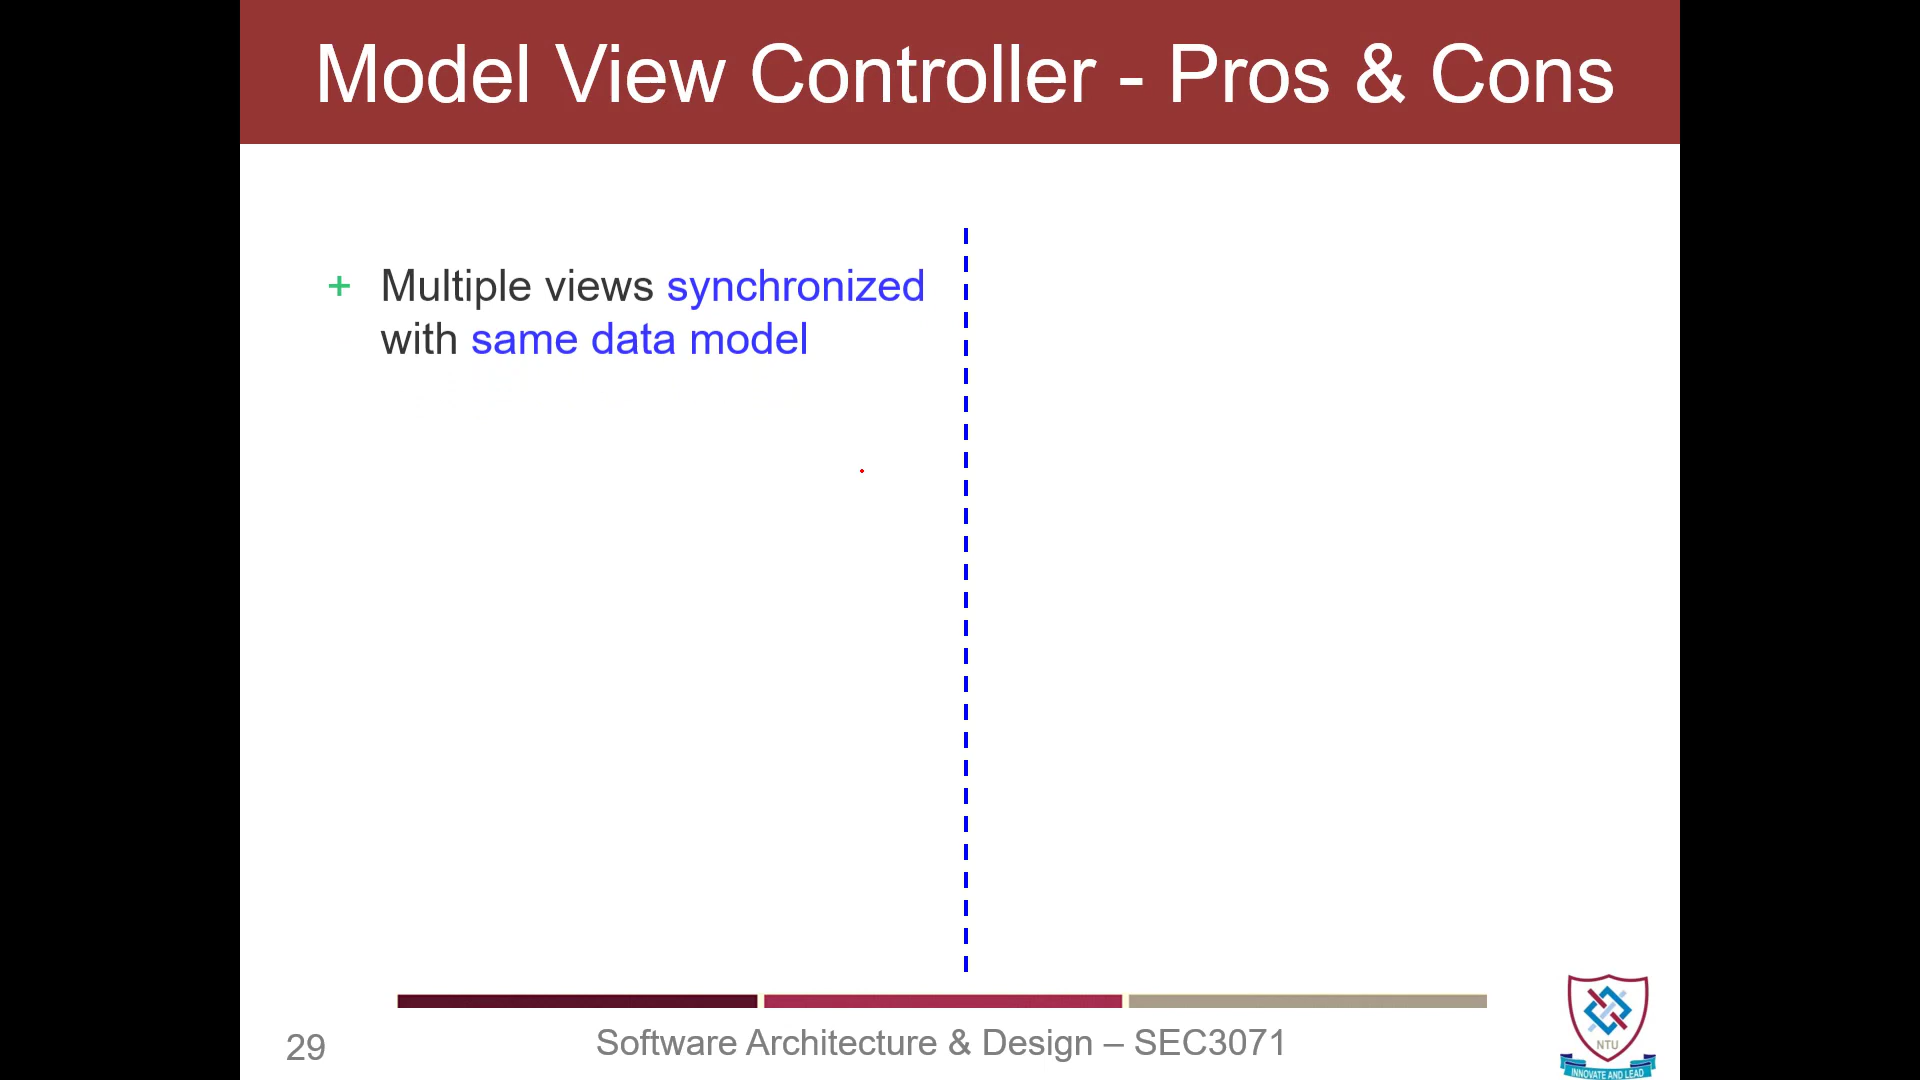 Model View Controller - Pros & Cons
+ Multiple views synchronized
with same data model
29
Software Architecture & Design – SEC3071
NTU
INNOVATE AND LEAD